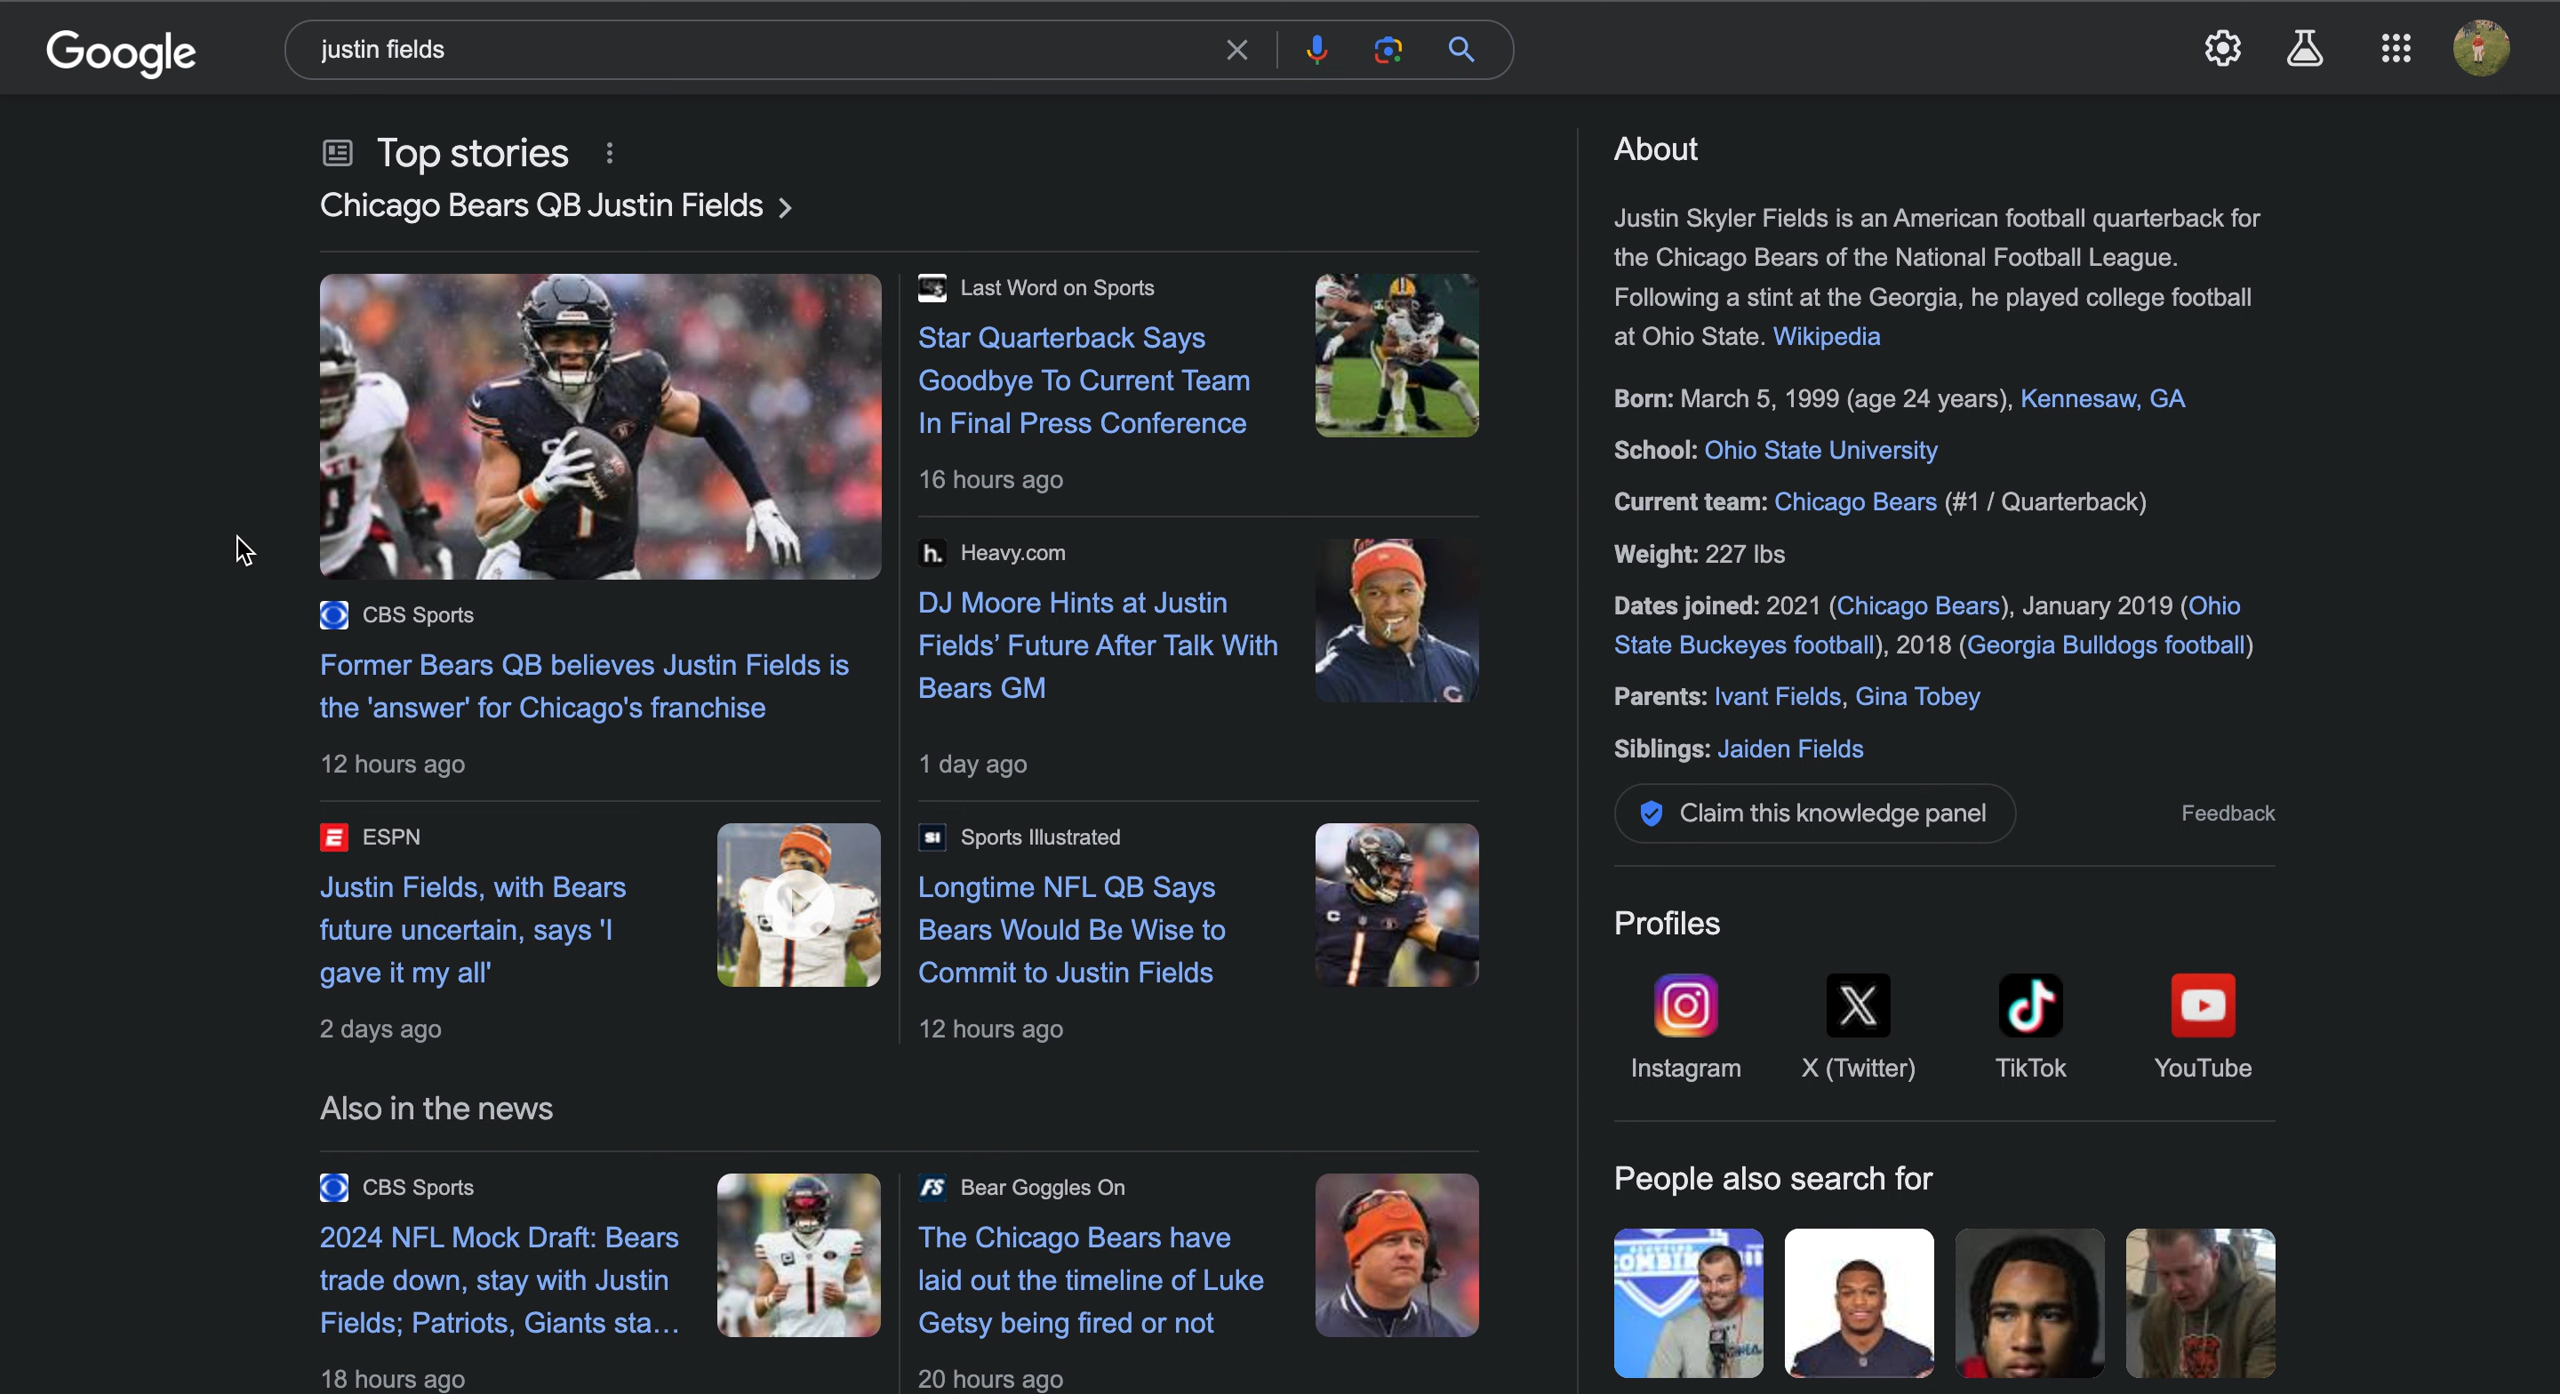 Google
justin fields
Top stories
Chicago Bears QB Justin Fields
CBS Sports
Former Bears QB believes Justin Fields is
the 'answer' for Chicago's franchise
12 hours ago
Last Word on Sports
Star Quarterback Says
Goodbye To Current Team
In Final Press Conference
16 hours ago
h.
Heavy.com
DJ Moore Hints at Justin
Fields’ Future After Talk With
Bears GM
1 day ago
ESPN
Justin Fields, with Bears
future uncertain, says 'I
gave it my all'
2 days ago
SI
Sports Illustrated
Longtime NFL QB Says
Bears Would Be Wise to
Commit to Justin Fields
12 hours ago
Also in the news
CBS Sports
2024 NFL Mock Draft: Bears
trade down, stay with Justin
Fields; Patriots, Giants sta...
18 hours ago
FS
Bear Goggles On
The Chicago Bears have
laid out the timeline of Luke
Getsy being fired or not
20 hours ago
About
Justin Skyler Fields is an American football quarterback for
the Chicago Bears of the National Football League.
Following a stint at the Georgia, he played college football
at Ohio State. Wikipedia
Born: March 5, 1999 (age 24 years), Kennesaw, GA
School: Ohio State University
Current team: Chicago Bears (#1 / Quarterback)
Weight: 227 lbs
Dates joined: 2021 (Chicago Bears), January 2019 (Ohio
State Buckeyes football), 2018 (Georgia Bulldogs football)
Parents: Ivant Fields, Gina Tobey
Siblings: Jaiden Fields
Claim this knowledge panel
Feedback
Profiles
Instagram
X (Twitter)
TikTok
YouTube
People also search for